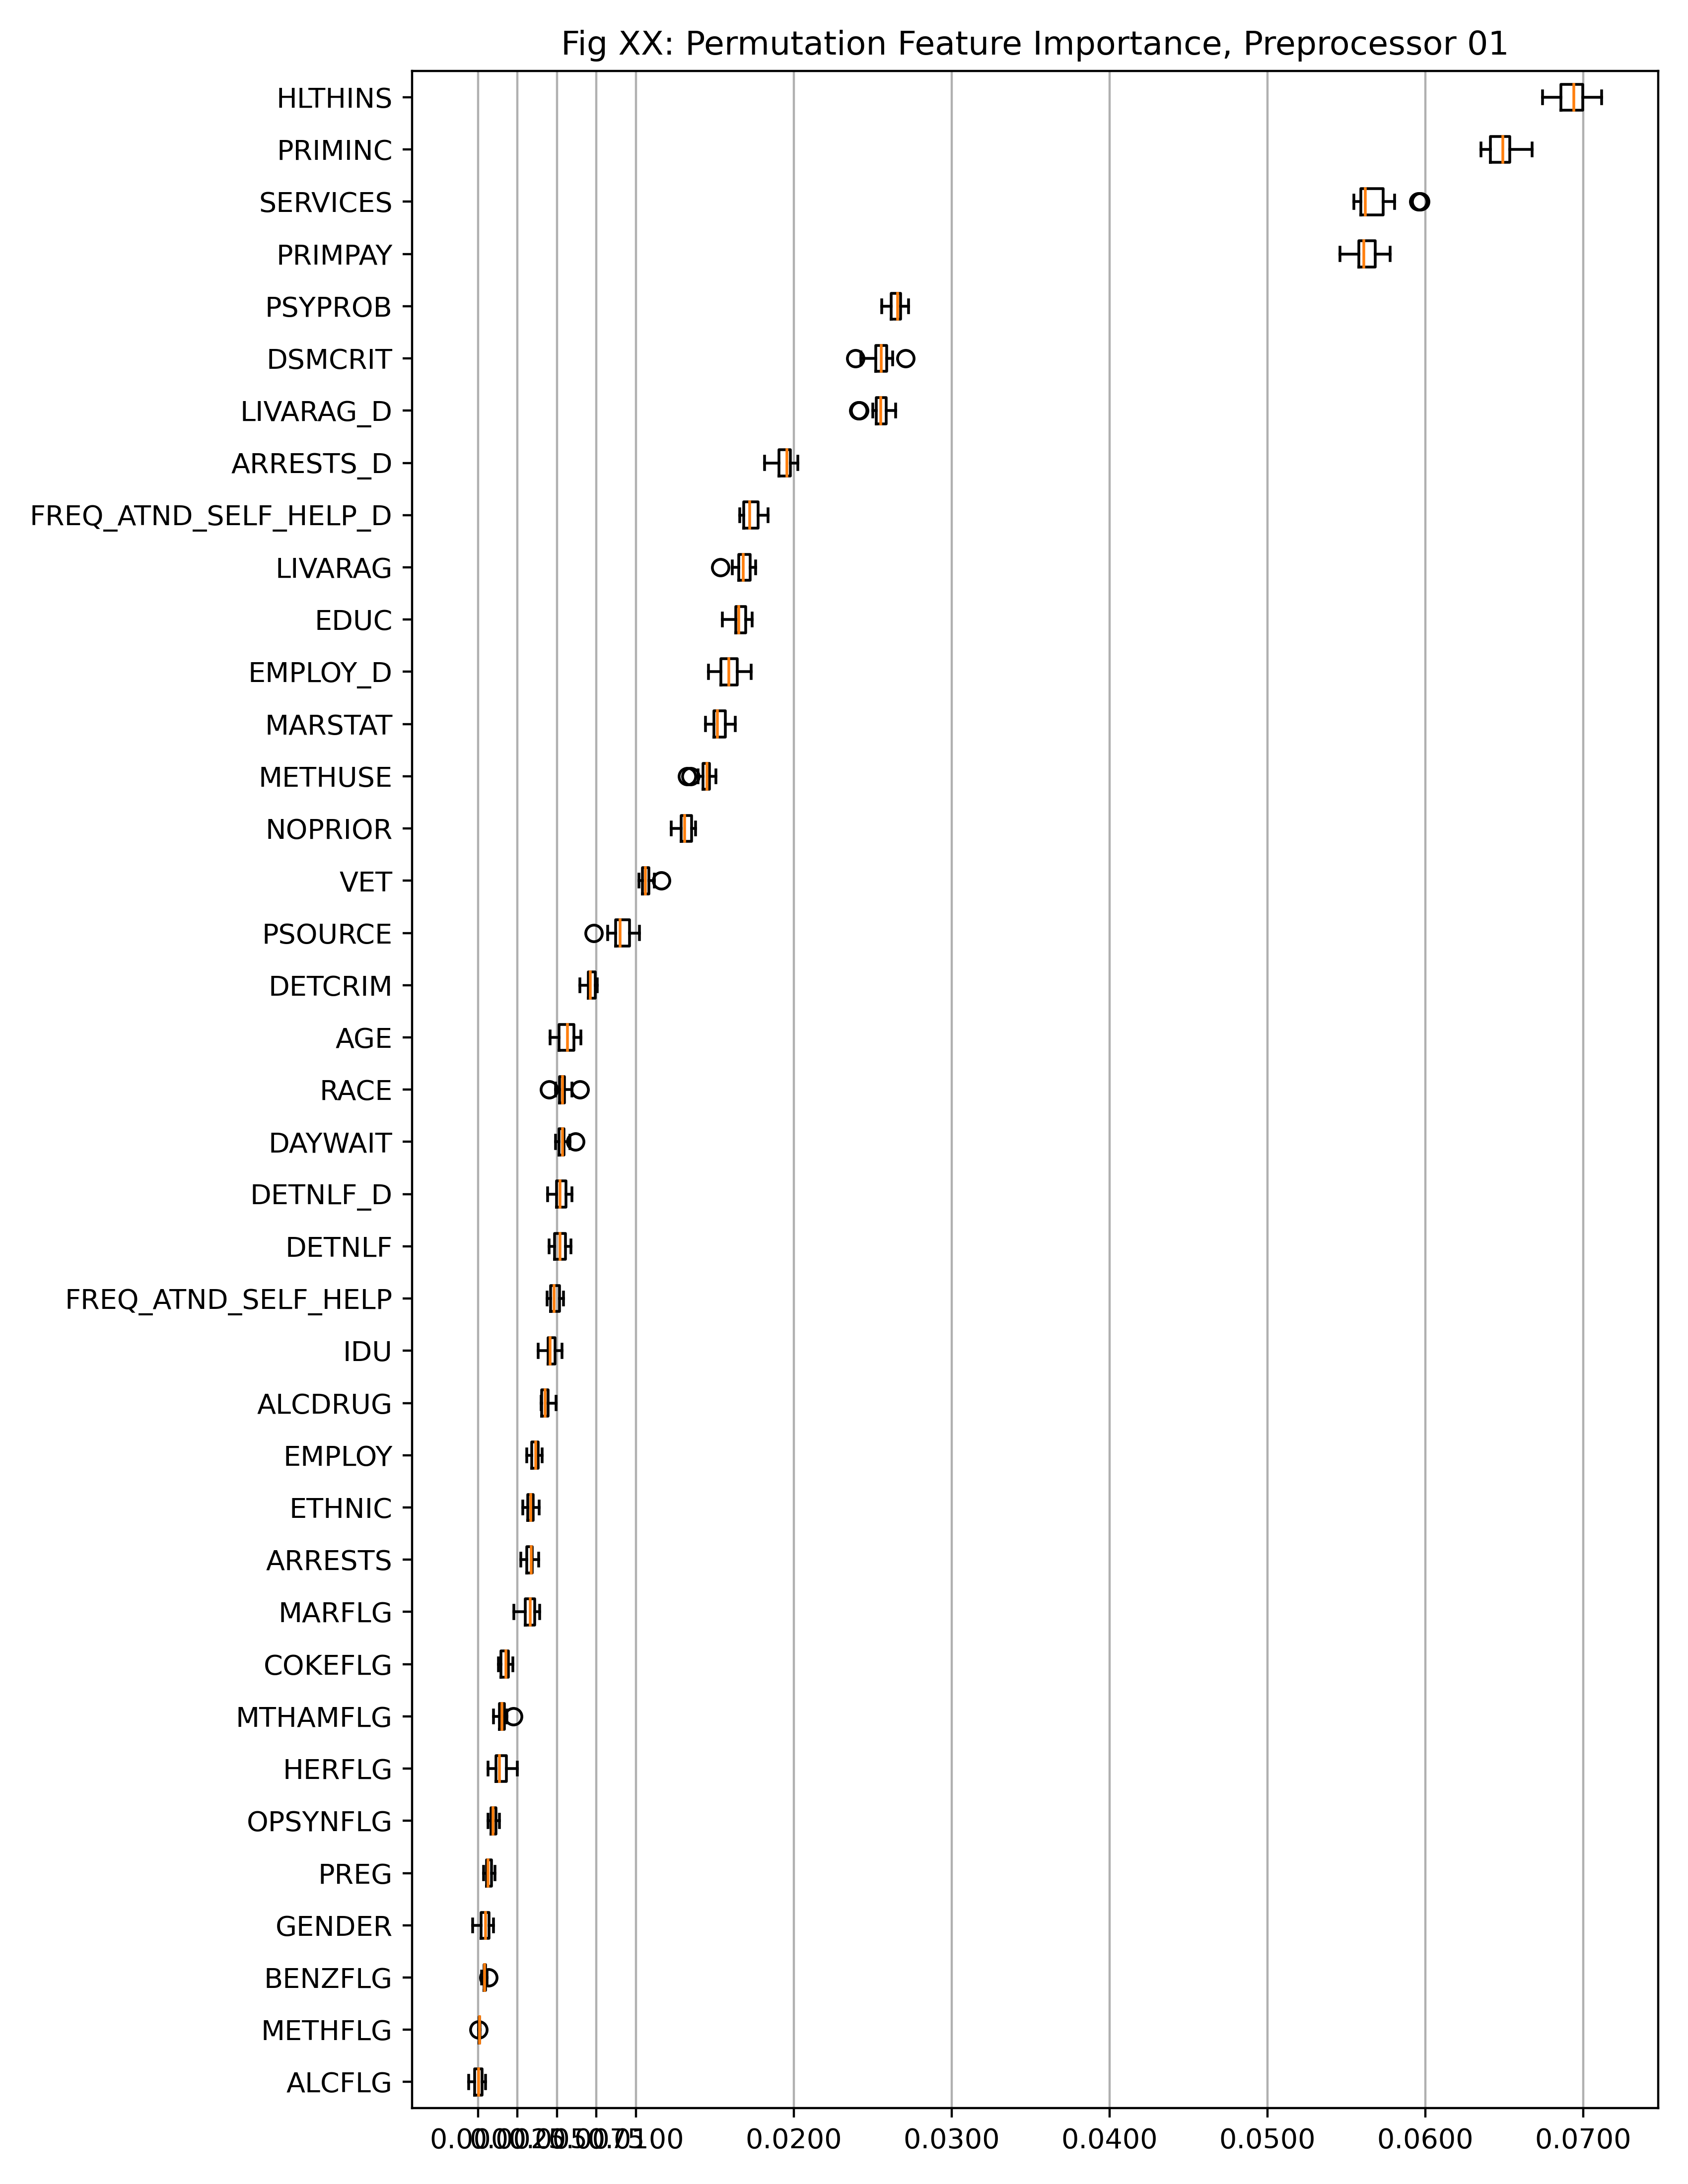 Fig XX: Permutation Feature Importance, Preprocessor 01
HLTHINS
PRIMINC
SERVICES
PRIMPAY
PSYPROB
DSMCRIT
LIVARAG_D
ARRESTS_D
FREQ_ATND_SELF_HELP_D
LIVARAG
EDUC
EMPLOY_D
MARSTAT
METHUSE
NOPRIOR
VET
PSOURCE
DETCRIM
AGE
RACE
DAYWAIT
DETNLF_D
DETNLF
FREQ_ATND_SELF_HELP
IDU
ALCDRUG
EMPLOY
ETHNIC
ARRESTS
MARFLG
COKEFLG
MTHAMFLG
HERFLG
OPSYNFLG
PREG
GENDER
BENZFLG
METHFLG
ALCFLG
0.0200 0.0300 0.0400 0.0500 0.0600 0.0700